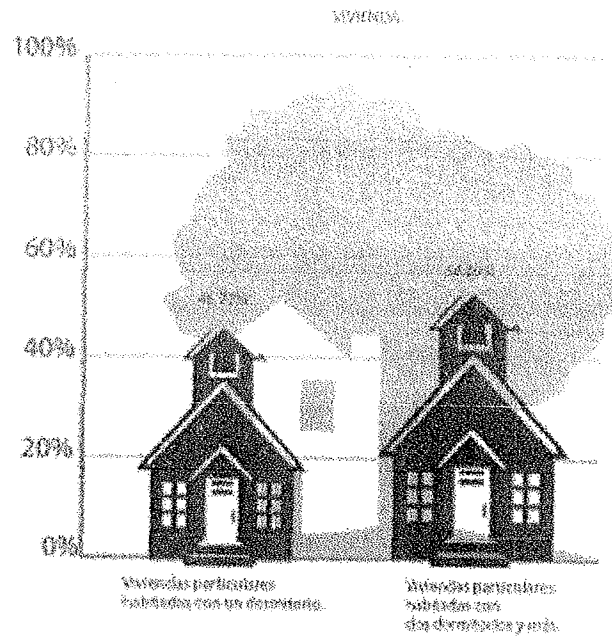 VIVIENDA
100%
80%
60%
40%
20%
0%
Viviendas particulares
habitadas con un dormitorio.
Viviendas particulares
habitadas con
dos dormitorios y más.